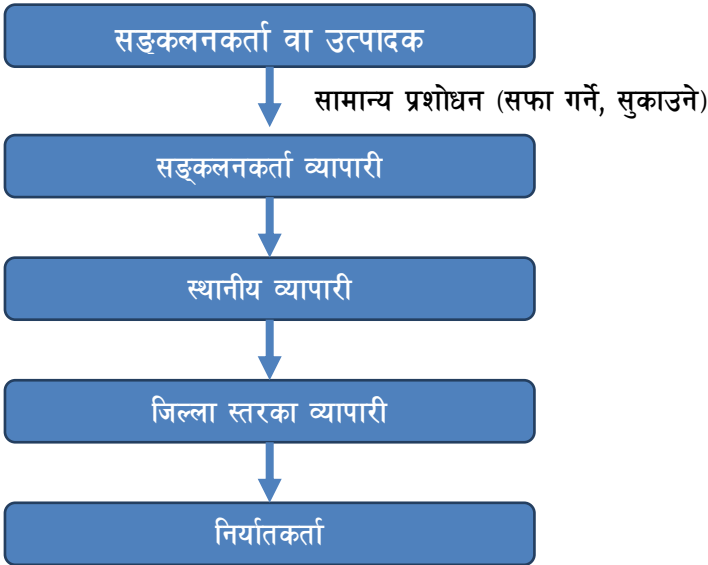 सङ्कलनकर्ता वा उत्पादक
सामान्य प्रशोधन (सफा गर्ने, सुकाउने)
सङ्कलनकर्ता व्यापारी
स्थानीय व्यापारी
जिल्ला स्तरका व्यापारी
निर्यातकर्ता